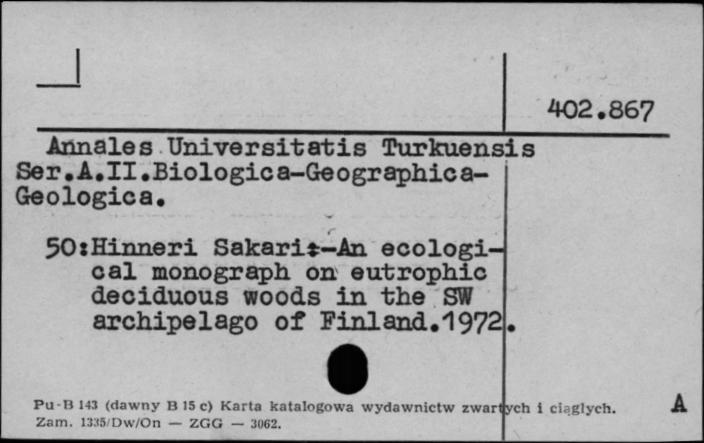 402.867
Annales Universitatis Turkuensis
Ser.A.II.Biologica-Geographica-
Geologica.
50:Hinneri Sakari:-An ecologi-
cal monograph on eutrophic
deciduous woods in the SW
archipelago of Finland.1972.
Pu-B 143 (dawny B 15 c) Karta katalogowa wydawnictw zwartych i ciąglych.
A
Zam. 1335/Dw/On — ZGG — 3062.